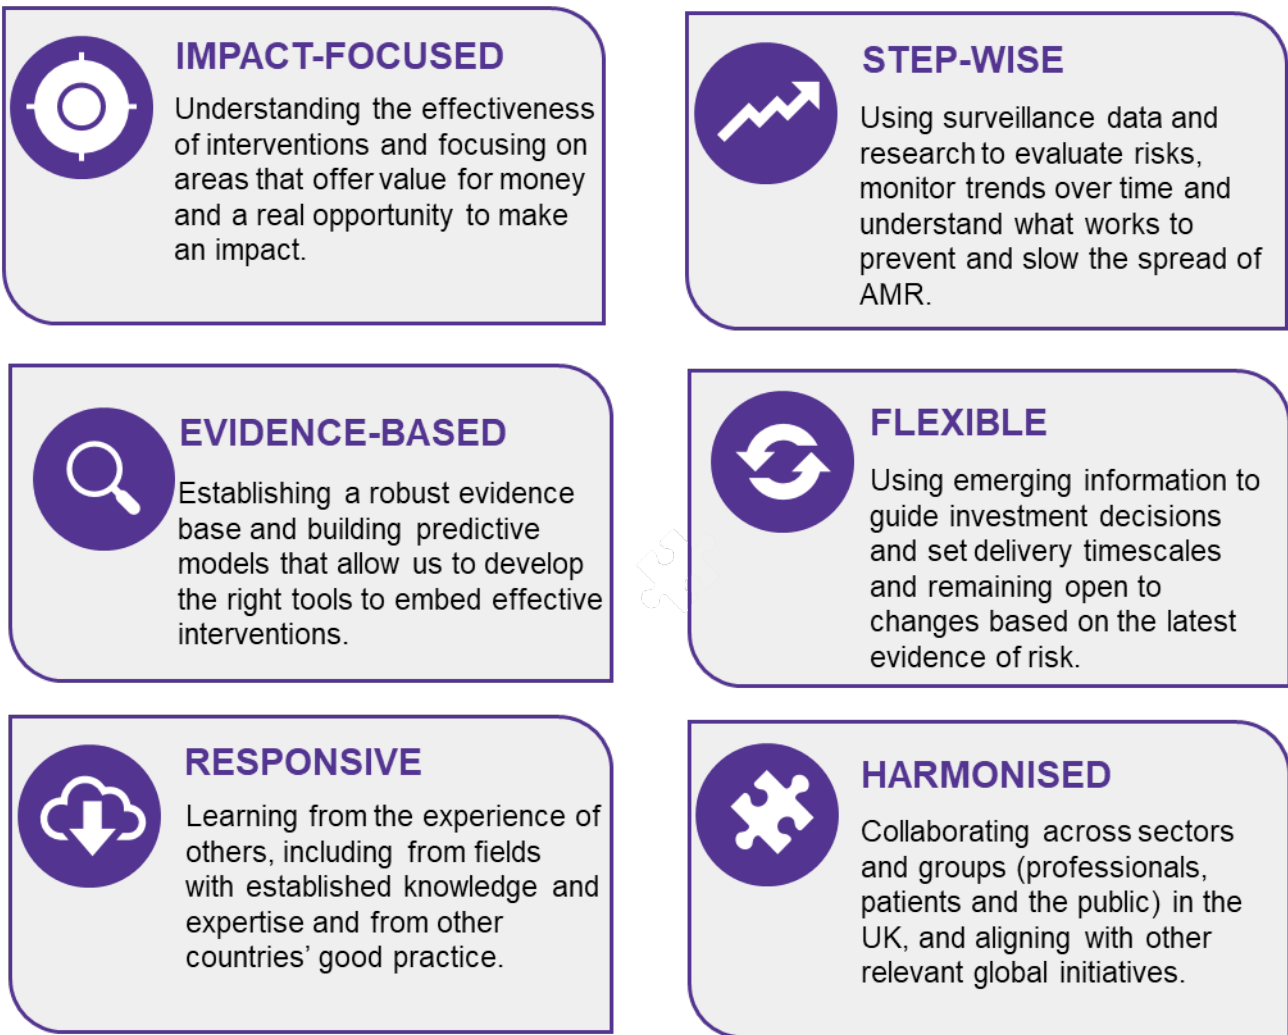 IMPACT-FOCUSED
Understanding the effectiveness
of interventions and focusing on
areas that offer value for money
and a real opportunity to make
an impact.
STEP-WISE
Using surveillance data and
research to evaluate risks,
monitor trends over time and
understand what works to
prevent and slow the spread of
AMR.
EVIDENCE-BASED
Establishing a robust evidence
base and building predictive
models that allow us to develop
the right tools to embed effective
interventions.
FLEXIBLE
Using emerging information to
guide investment decisions
and set delivery timescales
and remaining open to
changes based on the latest
evidence of risk.
RESPONSIVE
Learning from the experience of
others, including from fields
with established knowledge and
expertise and from other
countries’ good practice.
HARMONISED
Collaborating across sectors
and groups (professionals,
patients and the public) in the
UK, and aligning with other
relevant global initiatives.